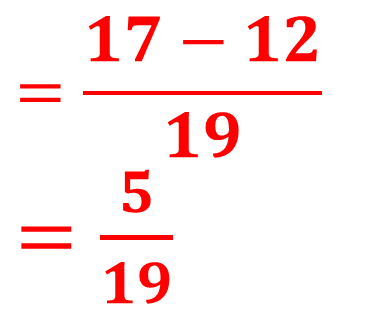 = 17 − 12
19
= 5
19